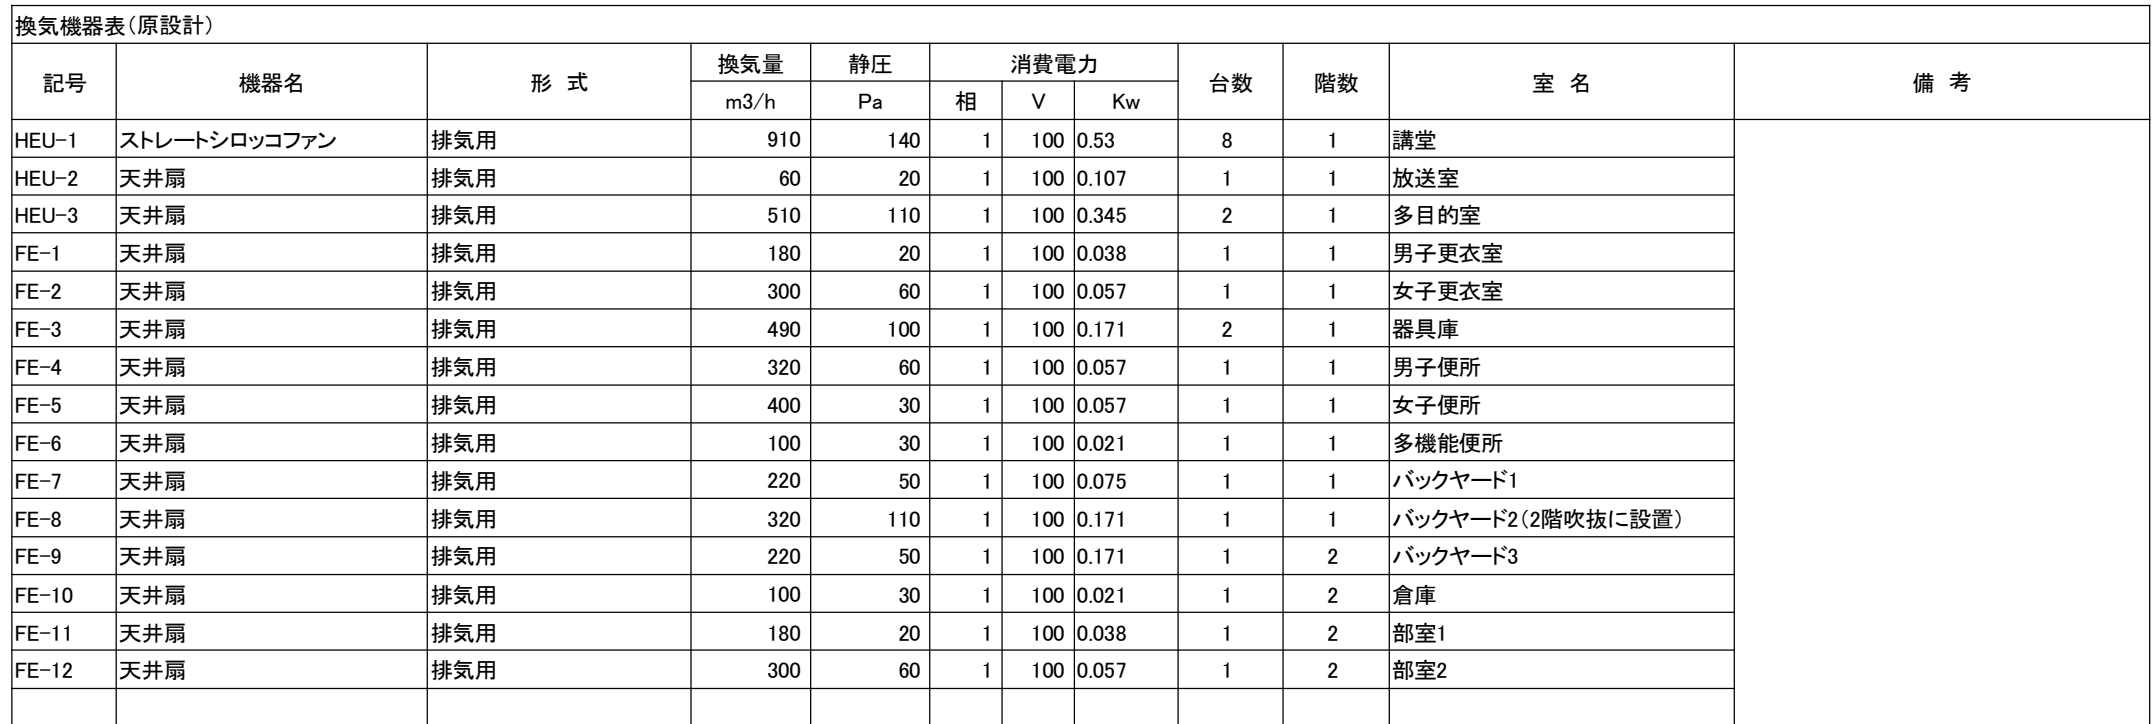 換気機器表(原設計)
記号 機器名 形 式 換気量 静圧 消費電力 台数 階数 室 名 備 考
m3/h Pa 相 V Kw
HEU-1 ストレートシロッコファン 排気用 910 140 1 100 0.53 8 1 講堂
HEU-2 天井扇 排気用 60 20 1 100 0.107 1 1 放送室
HEU-3 天井扇 排気用 510 110 1 100 0.345 2 1 多目的室
FE-1 天井扇 排気用 180 20 1 100 0.038 1 1 男子更衣室
FE-2 天井扇 排気用 300 60 1 100 0.057 1 1 女子更衣室
FE-3 天井扇 排気用 490 100 1 100 0.171 2 1 器具庫
FE-4 天井扇 排気用 320 60 1 100 0.057 1 1 男子便所
FE-5 天井扇 排気用 400 30 1 100 0.057 1 1 女子便所
FE-6 天井扇 排気用 100 30 1 100 0.021 1 1 多機能便所
FE-7 天井扇 排気用 220 50 1 100 0.075 1 1 バックヤード1
FE-8 天井扇 排気用 320 110 1 100 0.171 1 1 バックヤード2(2階吹抜に設置)
FE-9 天井扇 排気用 220 50 1 100 0.171 1 2 バックヤード3
FE-10 天井扇 排気用 100 30 1 100 0.021 1 2 倉庫
FE-11 天井扇 排気用 180 20 1 100 0.038 1 2 部室1
FE-12 天井扇 排気用 300 60 1 100 0.057 1 2 部室2